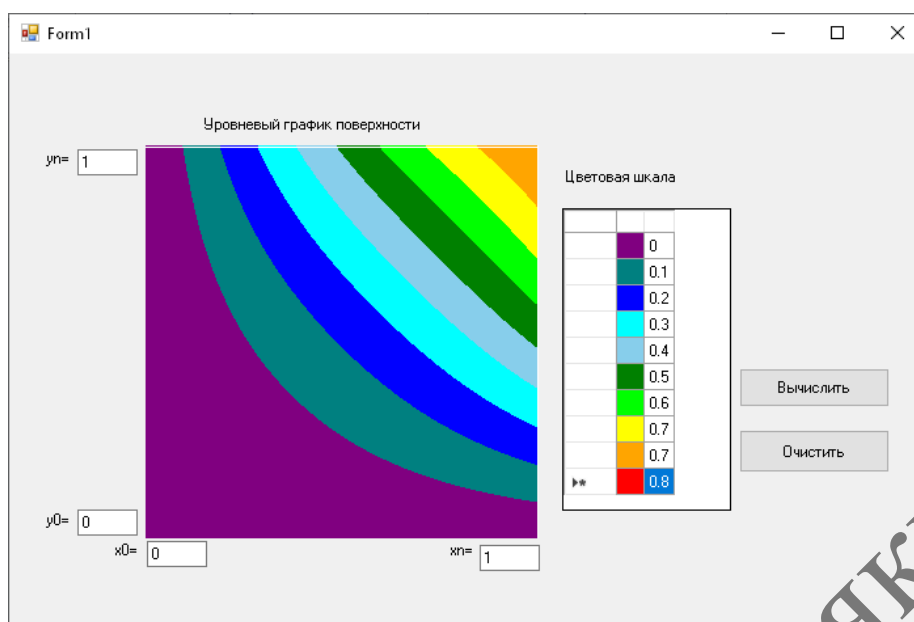 Form1
Уровневый график поверхности
yn= 1
Цветовая шкала
0
0.1
0.2
0.3
0.4
0.5
0.6
0.7
0.7
0.8
Вычислить
Очистить
y0= 0
x0= 0
xn= 1